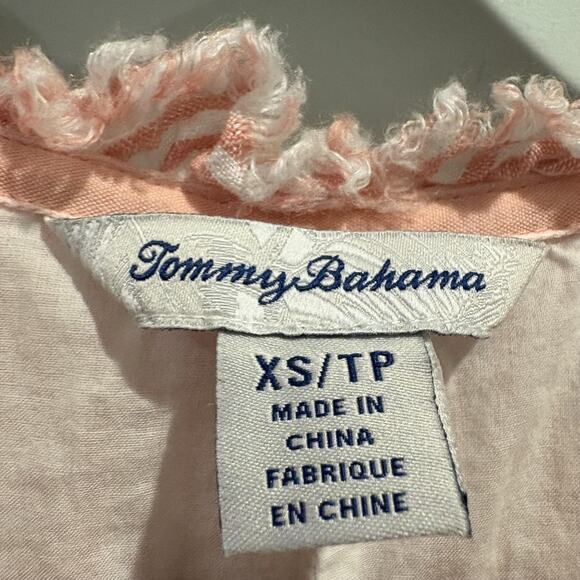 Tommy Bahama
XS/TP
MADE IN
CHINA
FABRIQUE
EN CHINE